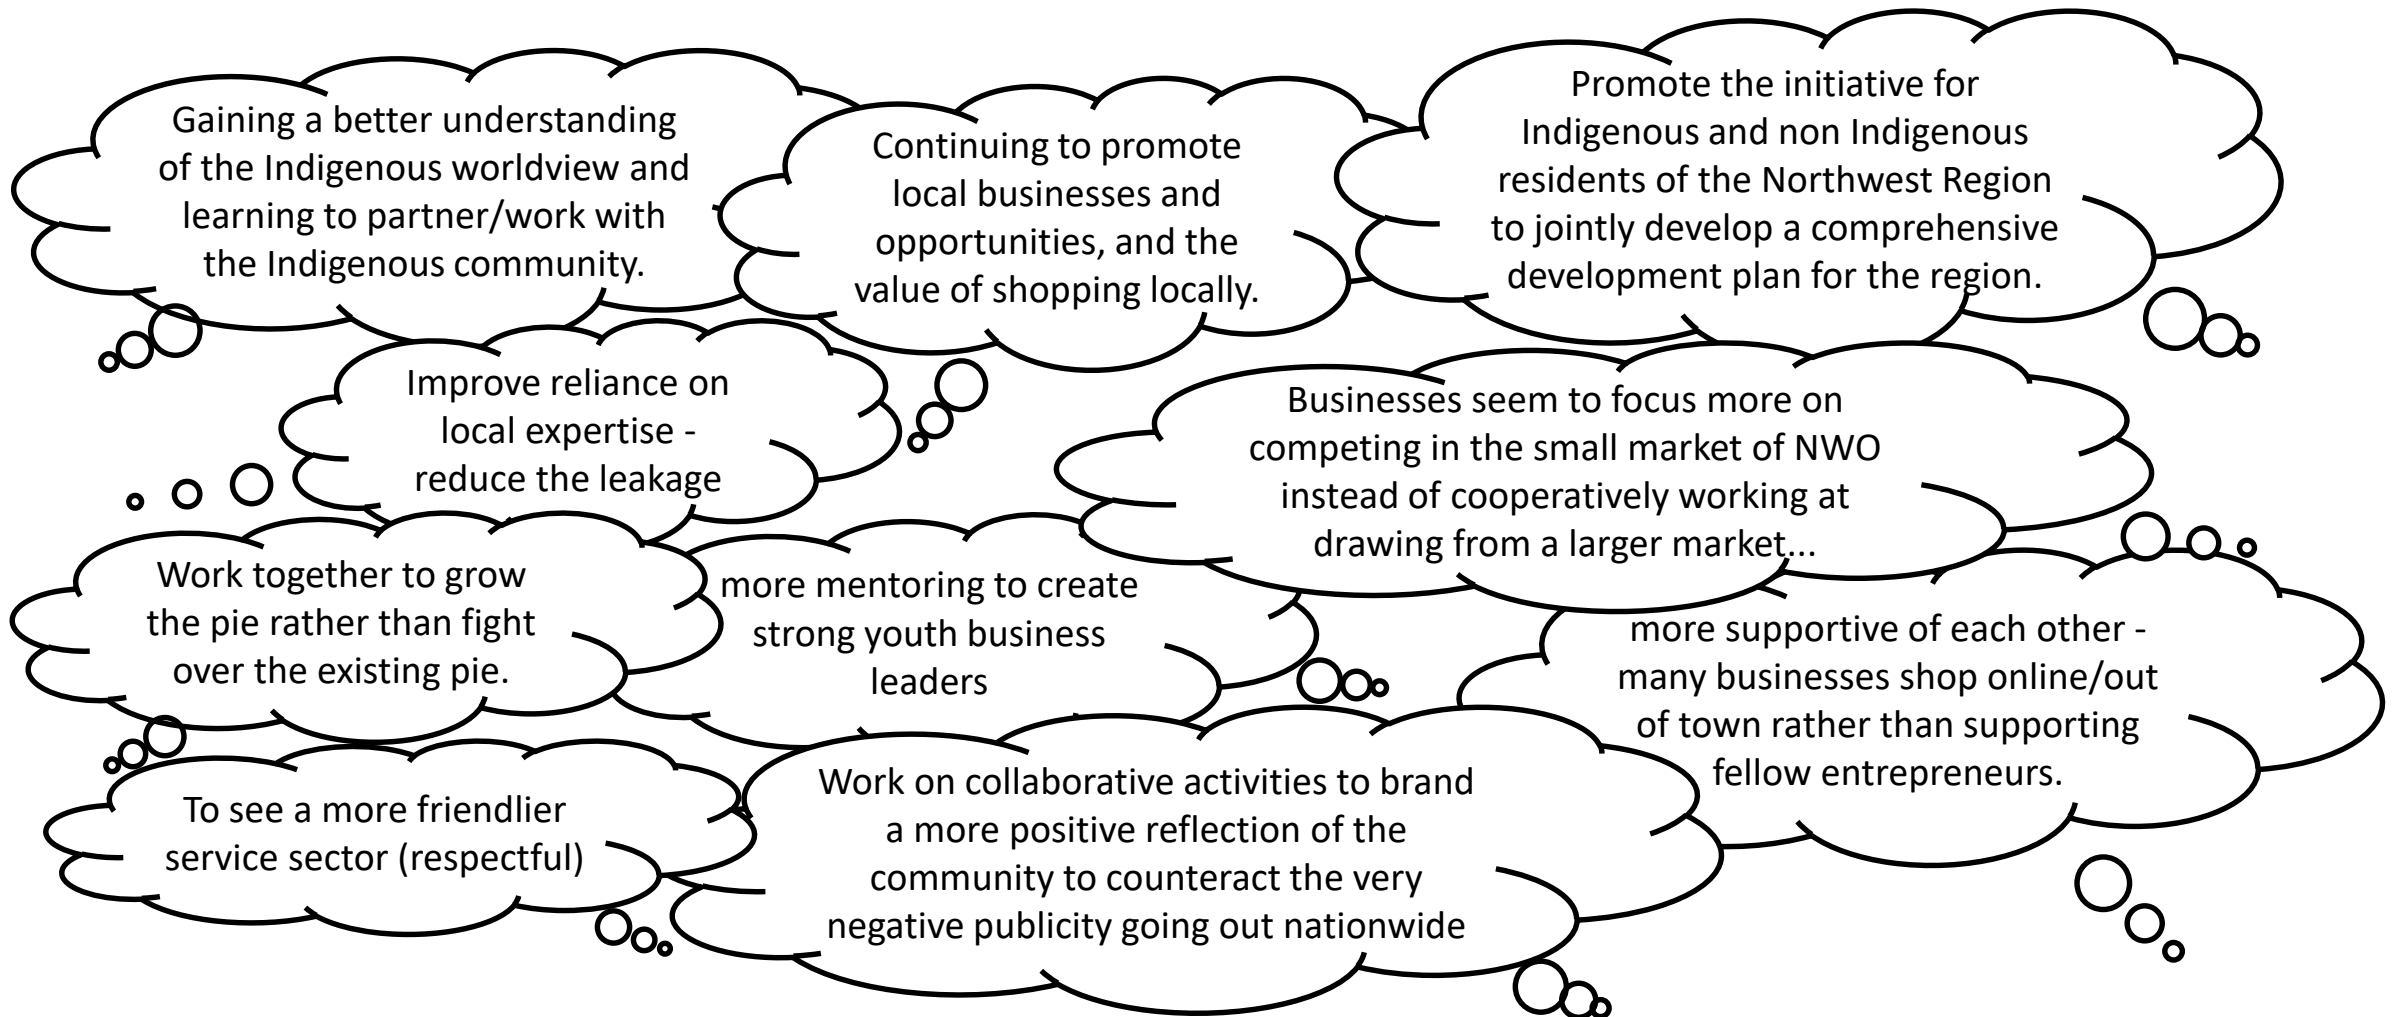 Gaining a better understanding
of the Indigenous worldview and
learning to partner/work with
the Indigenous community.
Continuing to promote
local businesses and
opportunities, and the
value of shopping locally.
Promote the initiative for
Indigenous and non Indigenous
residents of the Northwest Region
to jointly develop a comprehensive
development plan for the region.
Improve reliance on
local expertise -
reduce the leakage
Businesses seem to focus more on
competing in the small market of NWO
instead of cooperatively working at
drawing from a larger market...
Work together to grow
the pie rather than fight
over the existing pie.
more mentoring to create
strong youth business
leaders
more supportive of each other -
many businesses shop online/out
of town rather than supporting
fellow entrepreneurs.
To see a more friendlier
service sector (respectful)
Work on collaborative activities to brand
a more positive reflection of the
community to counteract the very
negative publicity going out nationwide